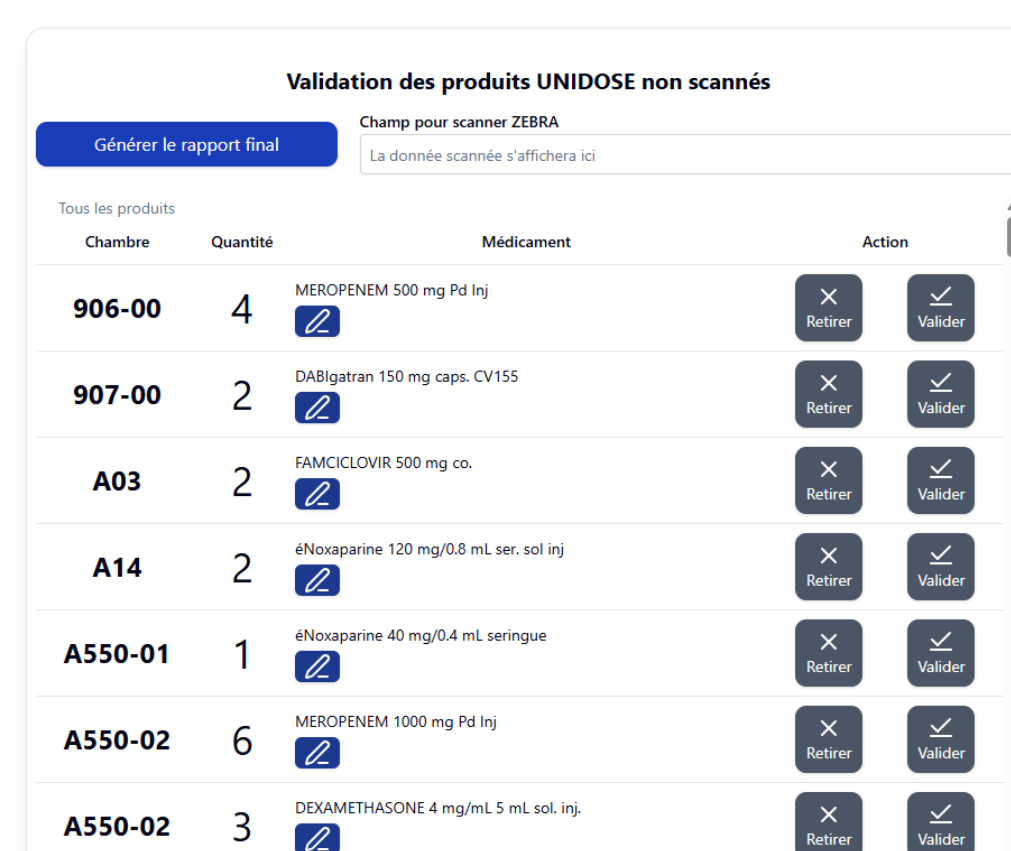 Validation des produits UNIDOSE non scannés
Champ pour scanner ZEBRA
Générer le rapport final
La donnée scannée s'affichera ici
Tous les produits
Chambre Quantité Médicament Action
906-00 4 MEROPENEM 500 mg Pd Inj Retirer Valider
907-00 2 DABIgatran 150 mg caps. CV155 Retirer Valider
A03 2 FAMCICLOVIR 500 mg co. Retirer Valider
A14 2 éNoxaparine 120 mg/0.8 mL ser. sol inj Retirer Valider
A550-01 1 éNoxaparine 40 mg/0.4 mL seringue Retirer Valider
A550-02 6 MEROPENEM 1000 mg Pd Inj Retirer Valider
A550-02 3 DEXAMETHASONE 4 mg/mL 5 mL sol. inj. Retirer Valider